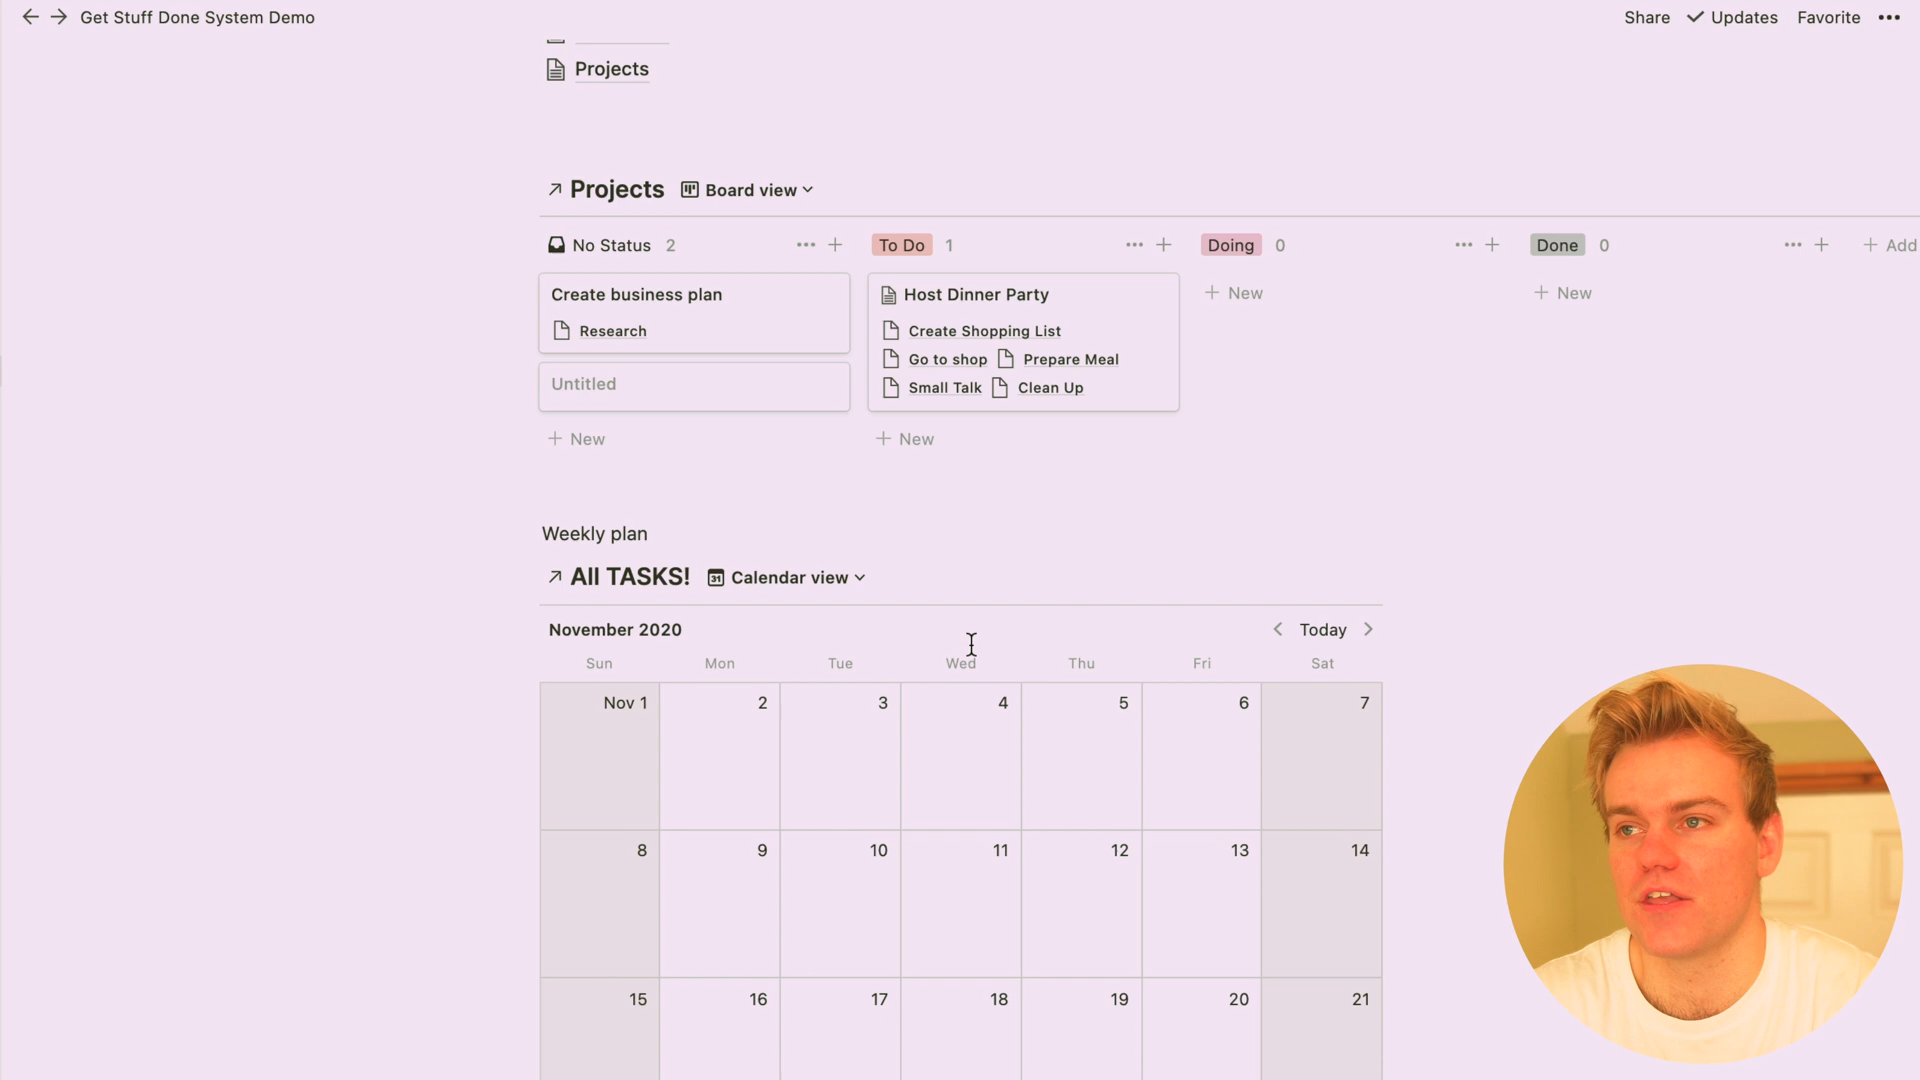 Get Stuff Done System Demo
Share Updates Favorite
Projects
Projects Board view
No Status 2
To Do 1
Doing 0
Done 0
Add
Create business plan
Research
Untitled
New
Host Dinner Party
Create Shopping List
Go to shop Prepare Meal
Small Talk Clean Up
New
New
New
Weekly plan
All TASKS! 31 Calendar view
November 2020 Today
Sun Mon Tue Wed Thu Fri Sat
Nov 1 2 3 4 5 6 7
8 9 10 11 12 13 14
15 16 17 18 19 20 21